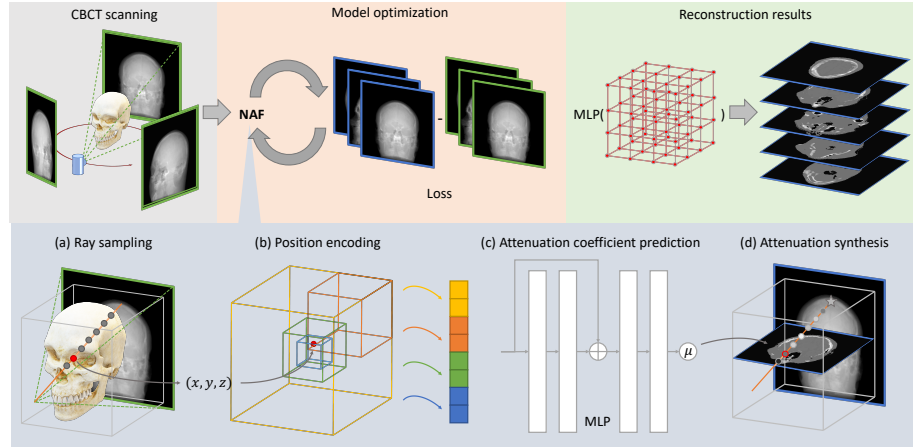 CBCT scanning
Model optimization
Reconstruction results
NAF
-
MLP( )
Loss
(a) Ray sampling
(b) Position encoding
(c) Attenuation coefficient prediction
(d) Attenuation synthesis
(x, y, z)
μ
MLP